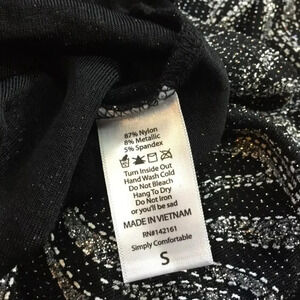 87% Nylon
8% Metallic
5% Spandex
Turn Inside Out
Hand Wash Cold
Do Not Bleach
Hang To Dry
Do Not Iron
or you'll be sad
MADE IN VIETNAM
RN#142161
Simply Comfortable
S